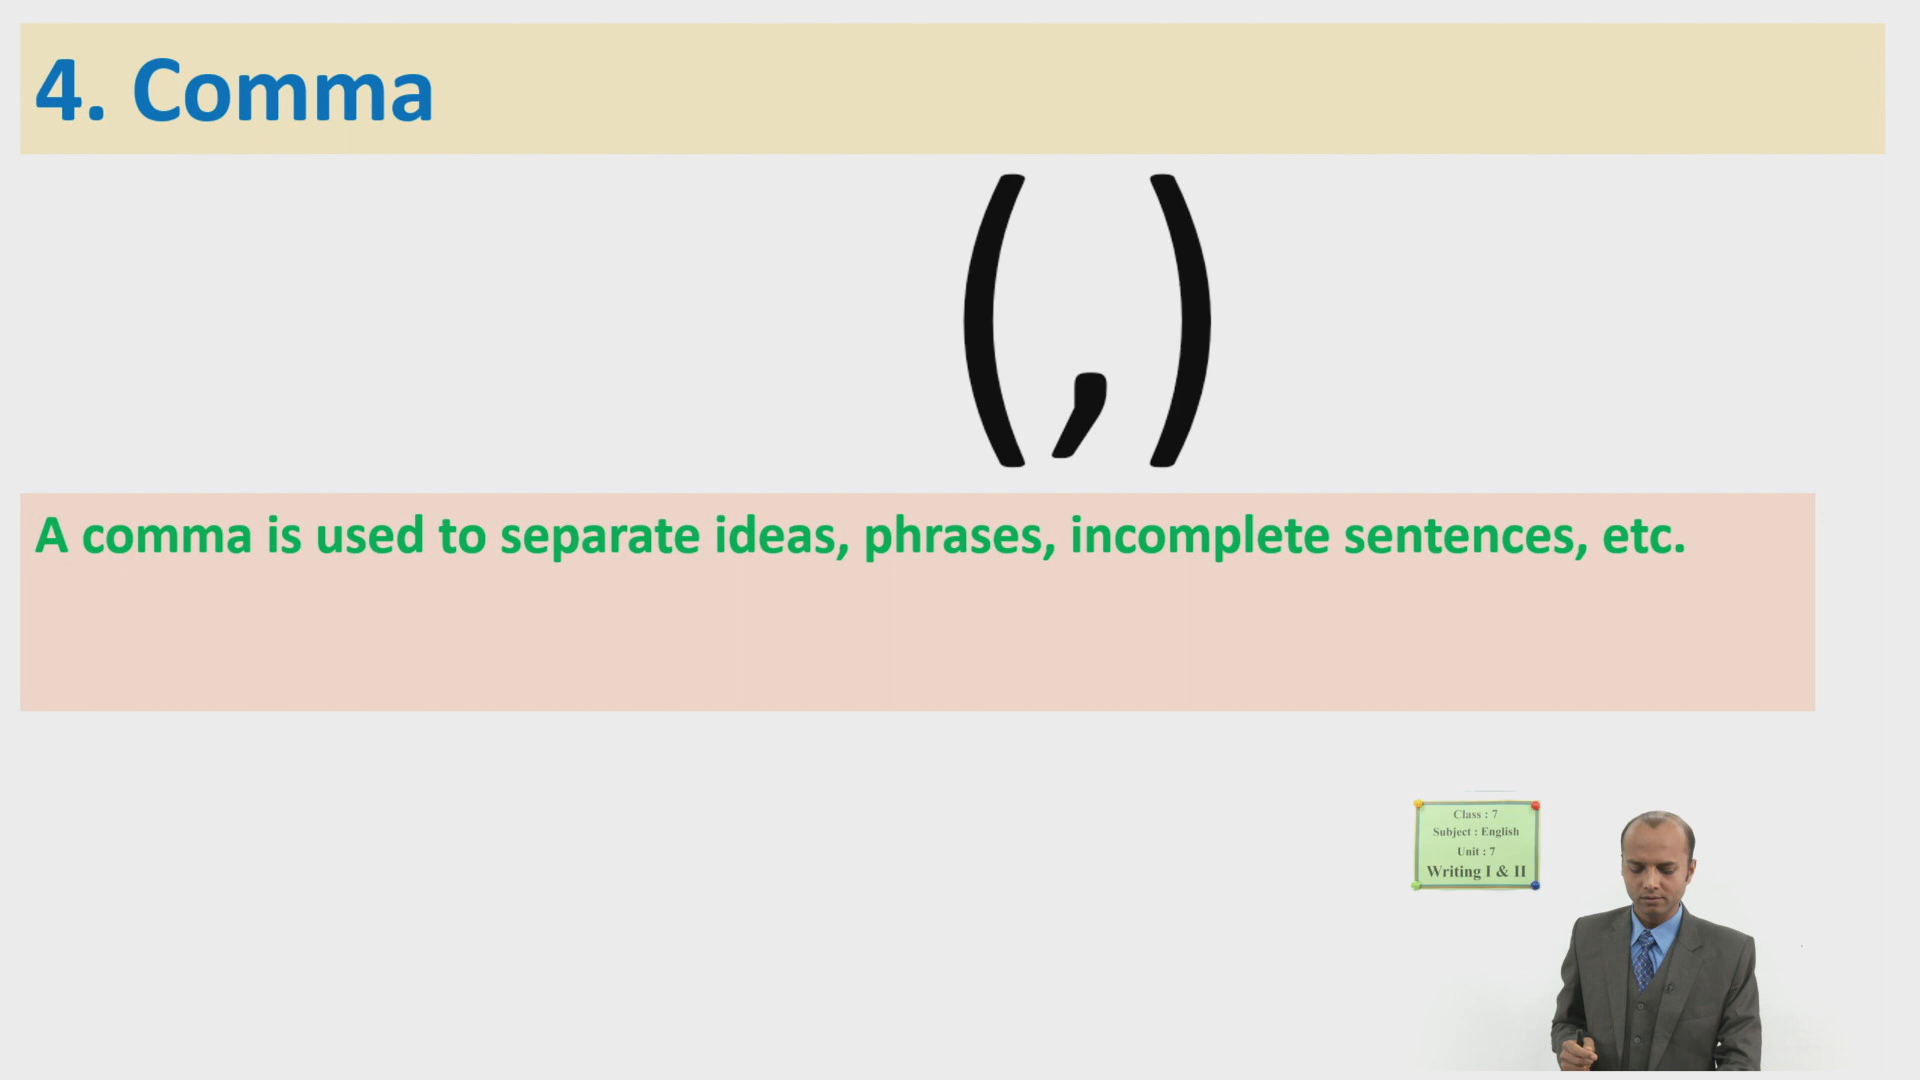 4. Comma
(,)
A comma is used to separate ideas, phrases, incomplete sentences, etc.
Class : 7
Subject : English
Unit : 7
Writing I & II